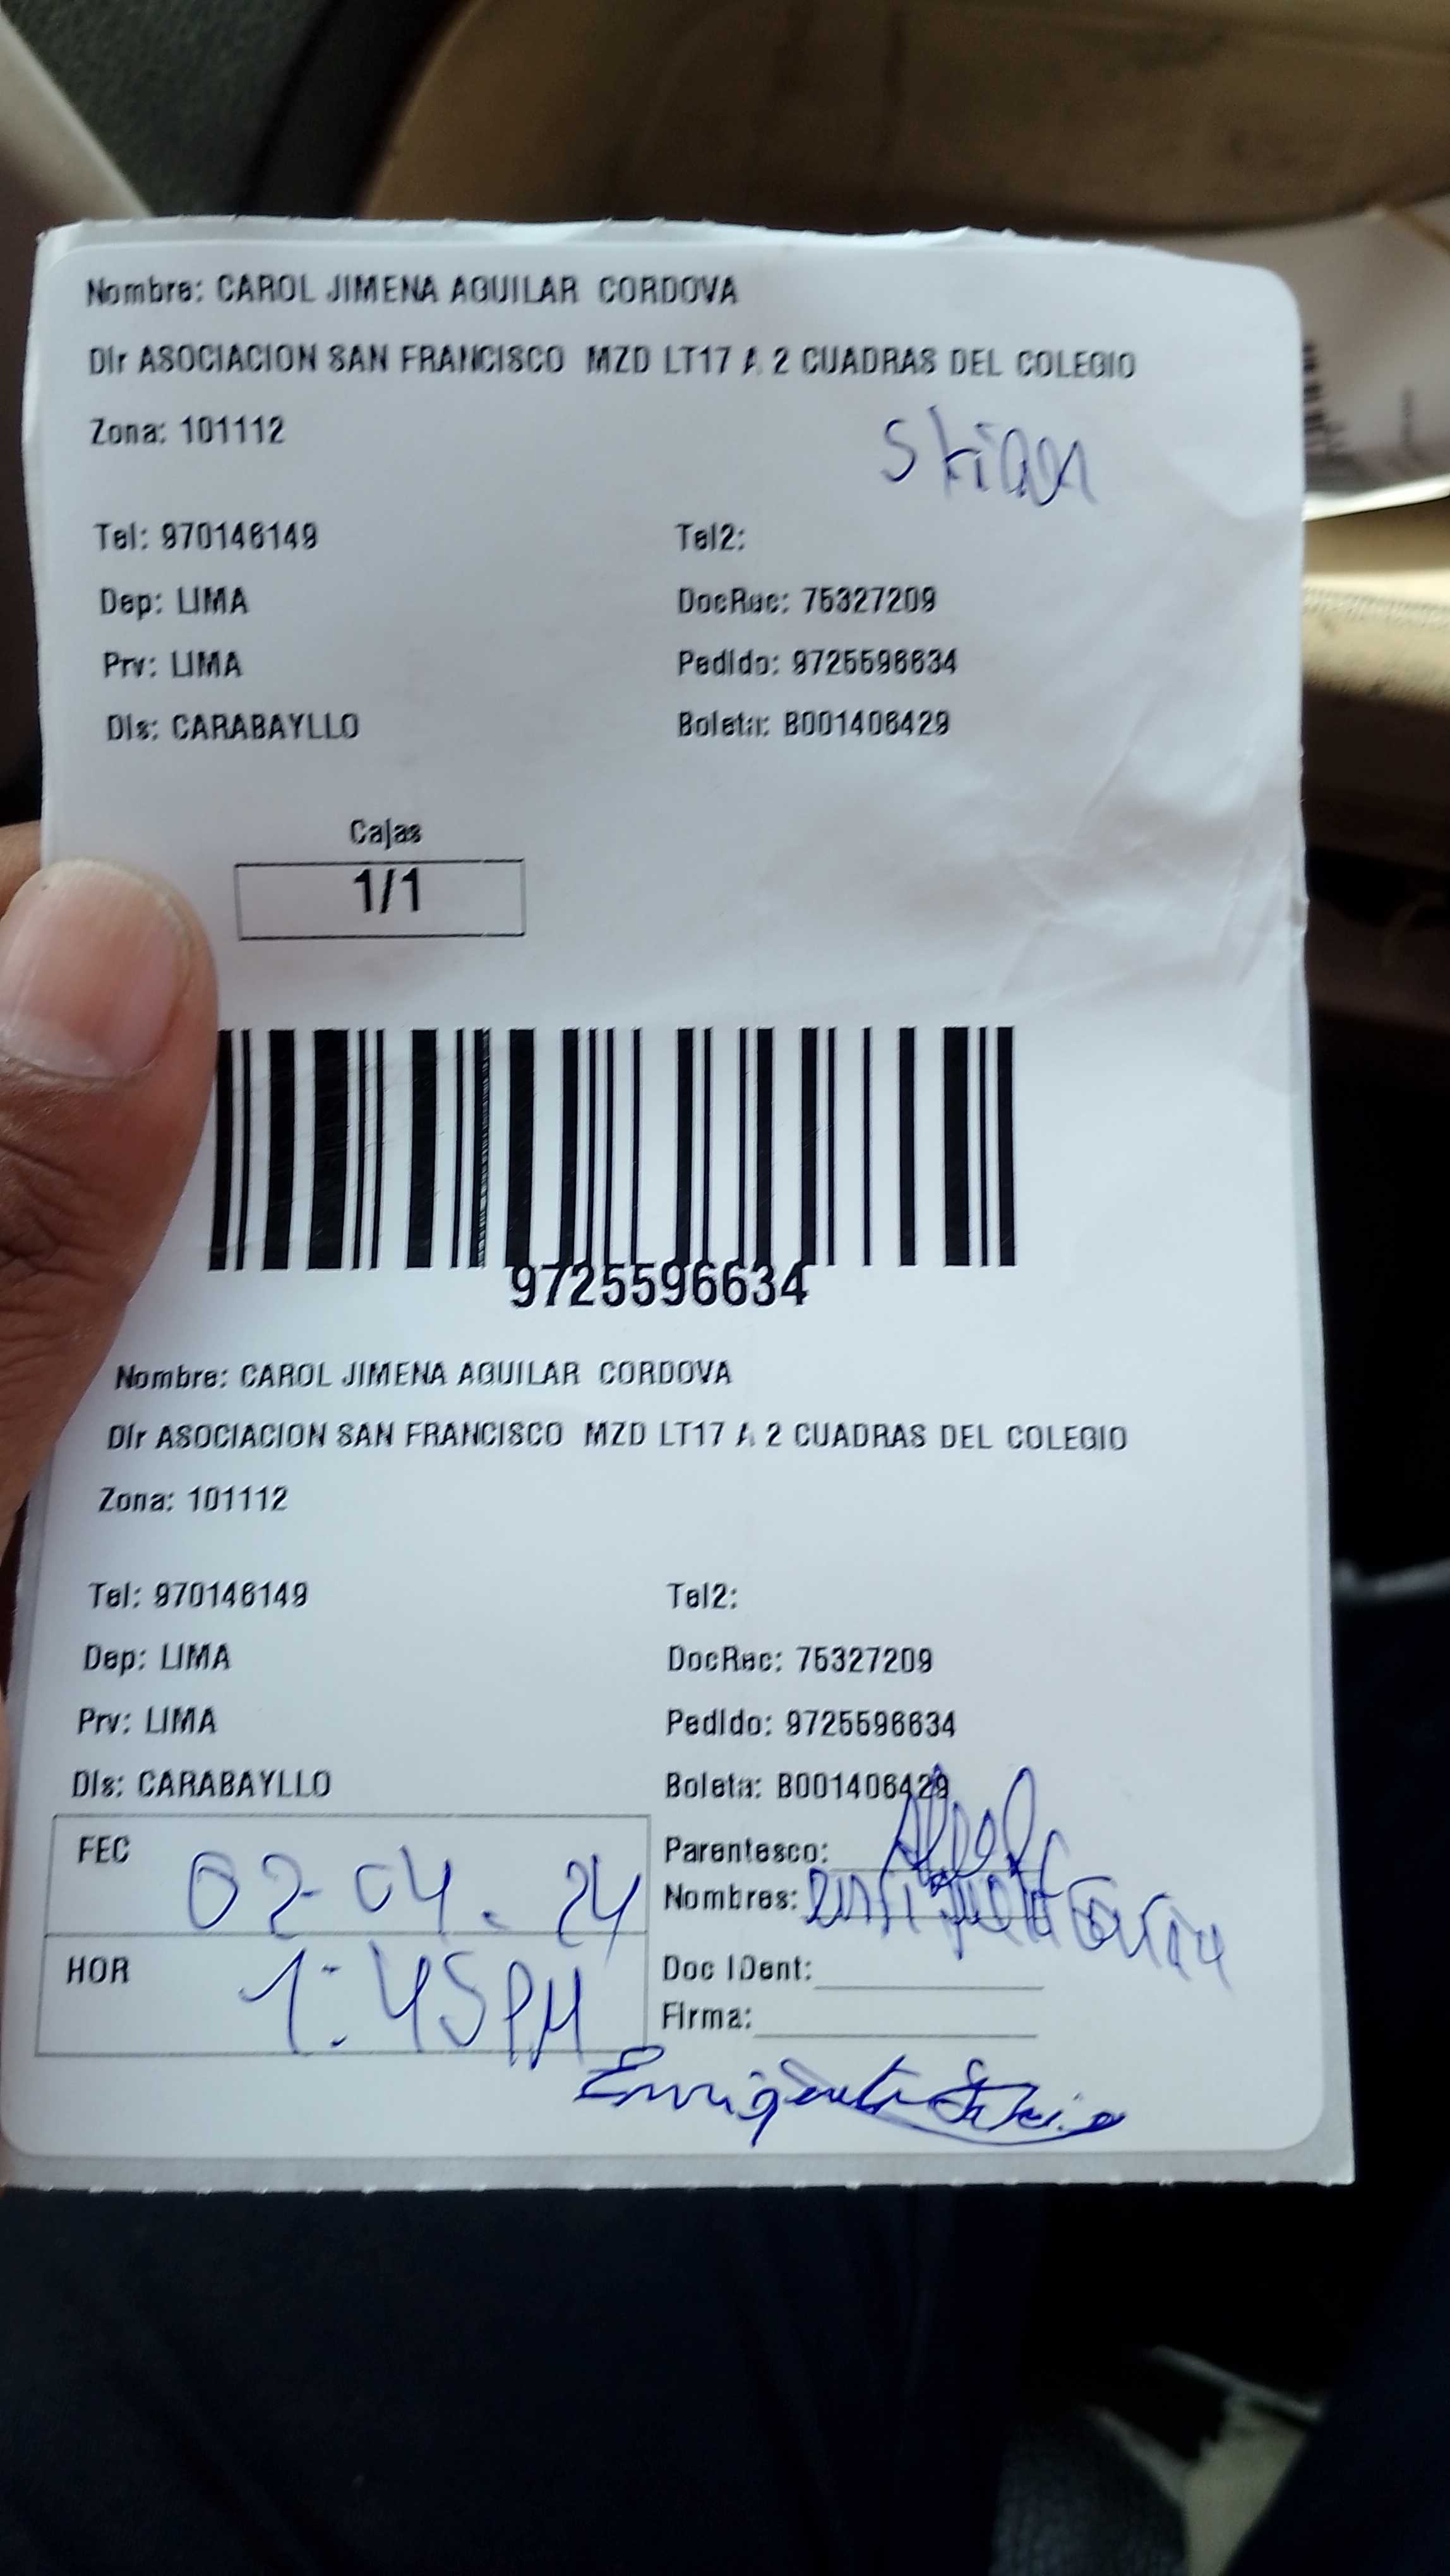 Nombre: CAROL JIMENA AGUILAR CORDOVA
Dir ASOCIACION SAN FRANCISCO MZD LT17 A 2 CUADRAS DEL COLEGIO
Zona: 101112
Tel: 970146149 Tel2:
Dep: LIMA DocRec: 75327209
Prv: LIMA Pedido: 9725596634
Dis: CARABAYLLO Boleta: B001406429
Cajas
1/1
9725596634
Nombre: CAROL JIMENA AGUILAR CORDOVA
Dir ASOCIACION SAN FRANCISCO MZD LT17 A 2 CUADRAS DEL COLEGIO
Zona: 101112
Tel: 970146149 Tel2:
Dep: LIMA DocRec: 75327209
Prv: LIMA Pedido: 9725596634
Dis: CARABAYLLO Boleta: B001406429
FEC 02-04. 24 Parentesco:
Nombres:
HOR 1:45PM Doc IDent:
Firma: